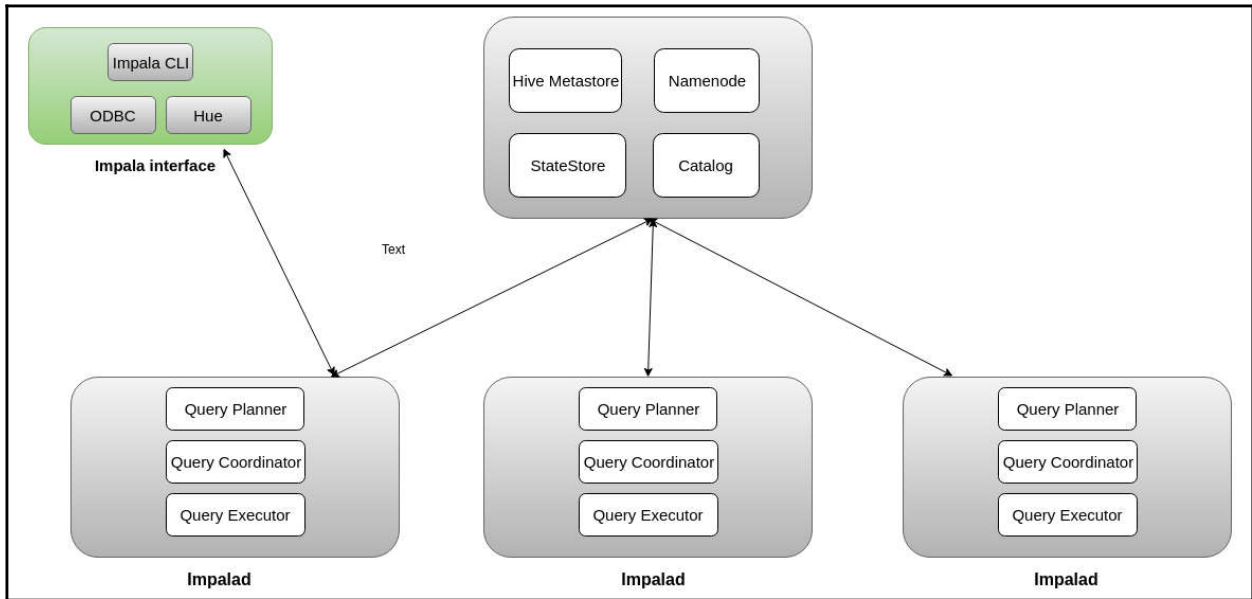 Impala CLI
ODBC
Hue
Impala interface
Hive Metastore
Namenode
StateStore
Catalog
Text
Query Planner
Query Coordinator
Query Executor
Impalad
Query Planner
Query Coordinator
Query Executor
Impalad
Query Planner
Query Coordinator
Query Executor
Impalad